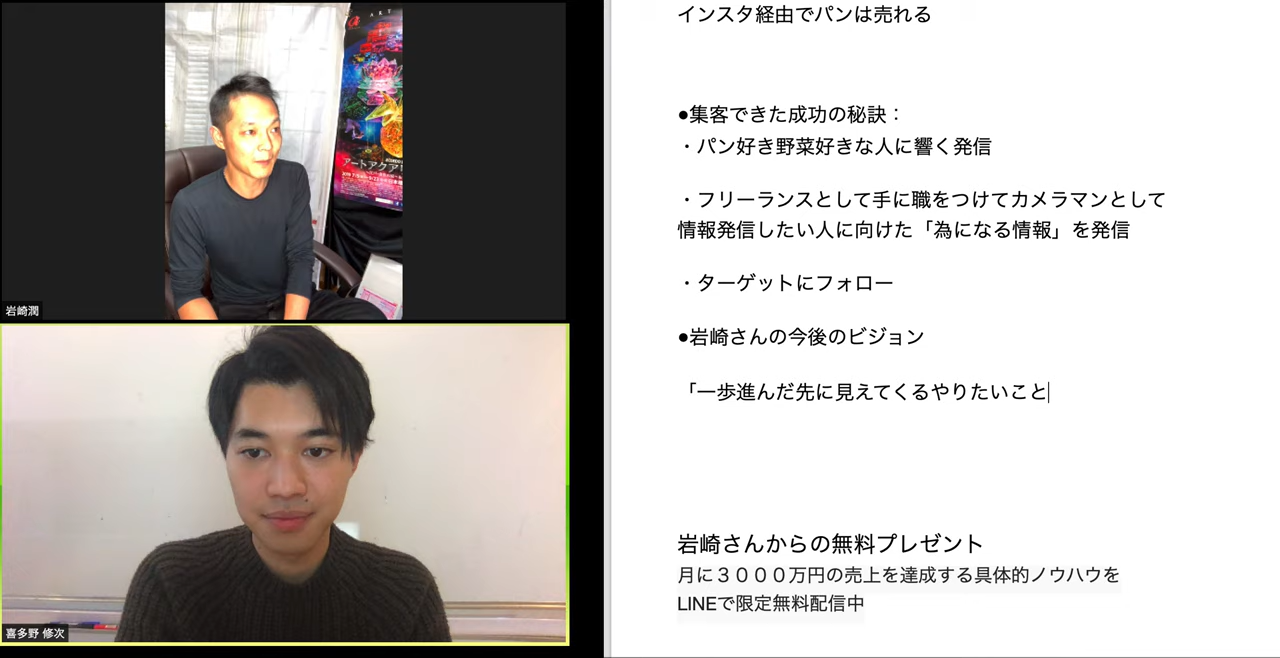 岩崎潤
喜多野 修次
インスタ経由でパンは売れる
●集客できた成功の秘訣：
・パン好き野菜好きな人に響く発信
・フリーランスとして手に職をつけてカメラマンとして
情報発信したい人に向けた「為になる情報」を発信
・ターゲットにフォロー
●岩崎さんの今後のビジョン
「一歩進んだ先に見えてくるやりたいこと
岩崎さんからの無料プレゼント
月に３０００万円の売上を達成する具体的ノウハウを
LINEで限定無料配信中